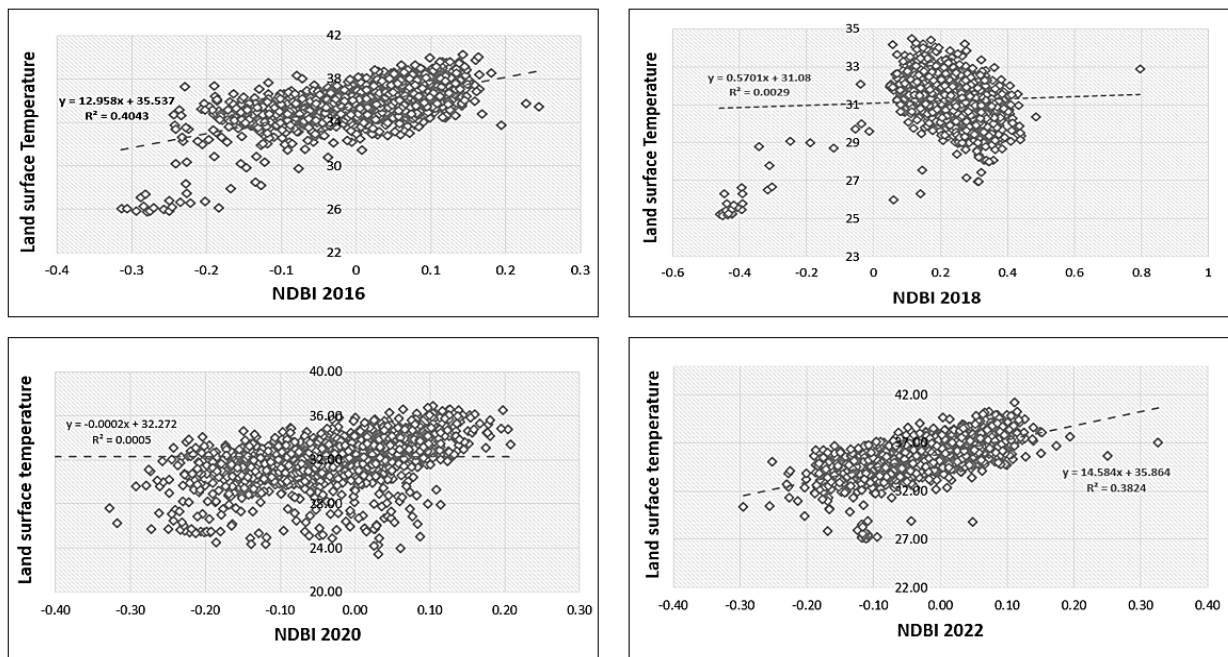 42
38
34
30
26
22
Land surface Temperature
y = 12.958x + 35.537
R² = 0.4043
-0.4 -0.3 -0.2 -0.1 0 0.1 0.2 0.3
NDBI 2016
35
33
31
29
27
25
23
Land surface Temperature
y = 0.5701x + 31.08
R² = 0.0029
-0.6 -0.4 -0.2 0 0.2 0.4 0.6 0.8 1
NDBI 2018
40.00
36.00
32.00
28.00
24.00
20.00
Land surface temperature
y = -0.0002x + 32.272
R² = 0.0005
-0.40 -0.30 -0.20 -0.10 0.00 0.10 0.20 0.30
NDBI 2020
42.00
37.00
32.00
27.00
22.00
Land surface temperature
y = 14.584x + 35.864
R² = 0.3824
-0.40 -0.30 -0.20 -0.10 0.00 0.10 0.20 0.30 0.40
NDBI 2022